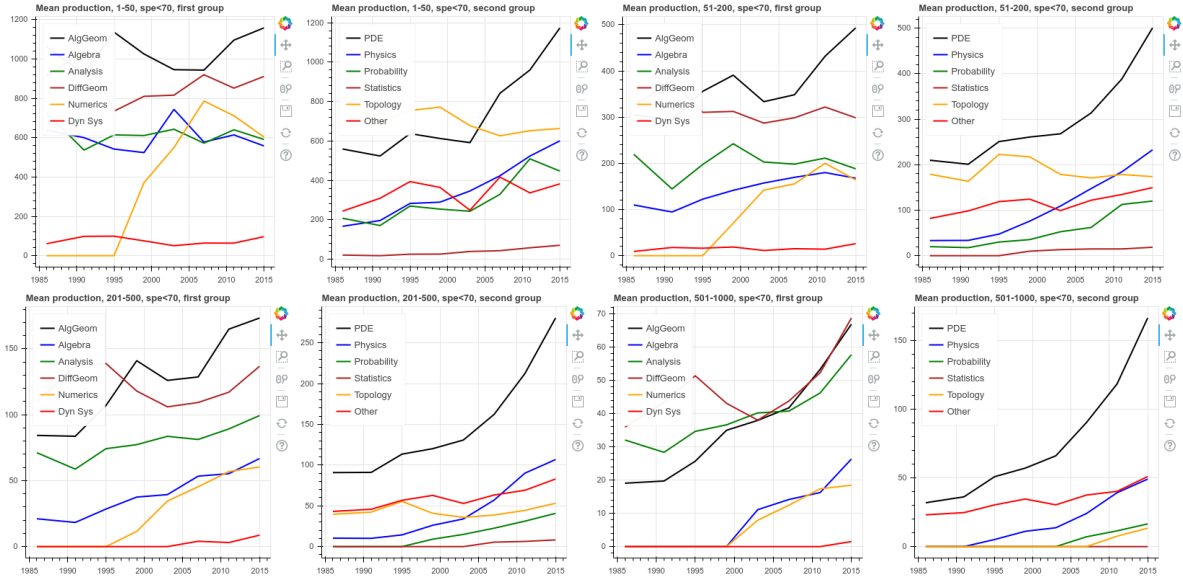 Mean production, 1-50, spe<70, first group
1200
1000
800
600
400
200
0
AlgGeom
Algebra
Analysis
DiffGeom
Numerics
Dyn Sys
1985 1990 1995 2000 2005 2010 2015
Mean production, 1-50, spe<70, second group
1200
1000
800
600
400
200
0
PDE
Physics
Probability
Statistics
Topology
Other
1985 1990 1995 2000 2005 2010 2015
Mean production, 51-200, spe<70, first group
500
400
300
200
100
0
AlgGeom
Algebra
Analysis
DiffGeom
Numerics
Dyn Sys
1985 1990 1995 2000 2005 2010 2015
Mean production, 51-200, spe<70, second group
500
400
300
200
100
0
PDE
Physics
Probability
Statistics
Topology
Other
1985 1990 1995 2000 2005 2010 2015
Mean production, 201-500, spe<70, first group
150
100
50
0
AlgGeom
Algebra
Analysis
DiffGeom
Numerics
Dyn Sys
1985 1990 1995 2000 2005 2010 2015
Mean production, 201-500, spe<70, second group
250
200
150
100
50
0
PDE
Physics
Probability
Statistics
Topology
Other
1985 1990 1995 2000 2005 2010 2015
Mean production, 501-1000, spe<70, first group
70
60
50
40
30
20
10
0
AlgGeom
Algebra
Analysis
DiffGeom
Numerics
Dyn Sys
1985 1990 1995 2000 2005 2010 2015
Mean production, 501-1000, spe<70, second group
150
100
50
0
PDE
Physics
Probability
Statistics
Topology
Other
1985 1990 1995 2000 2005 2010 2015